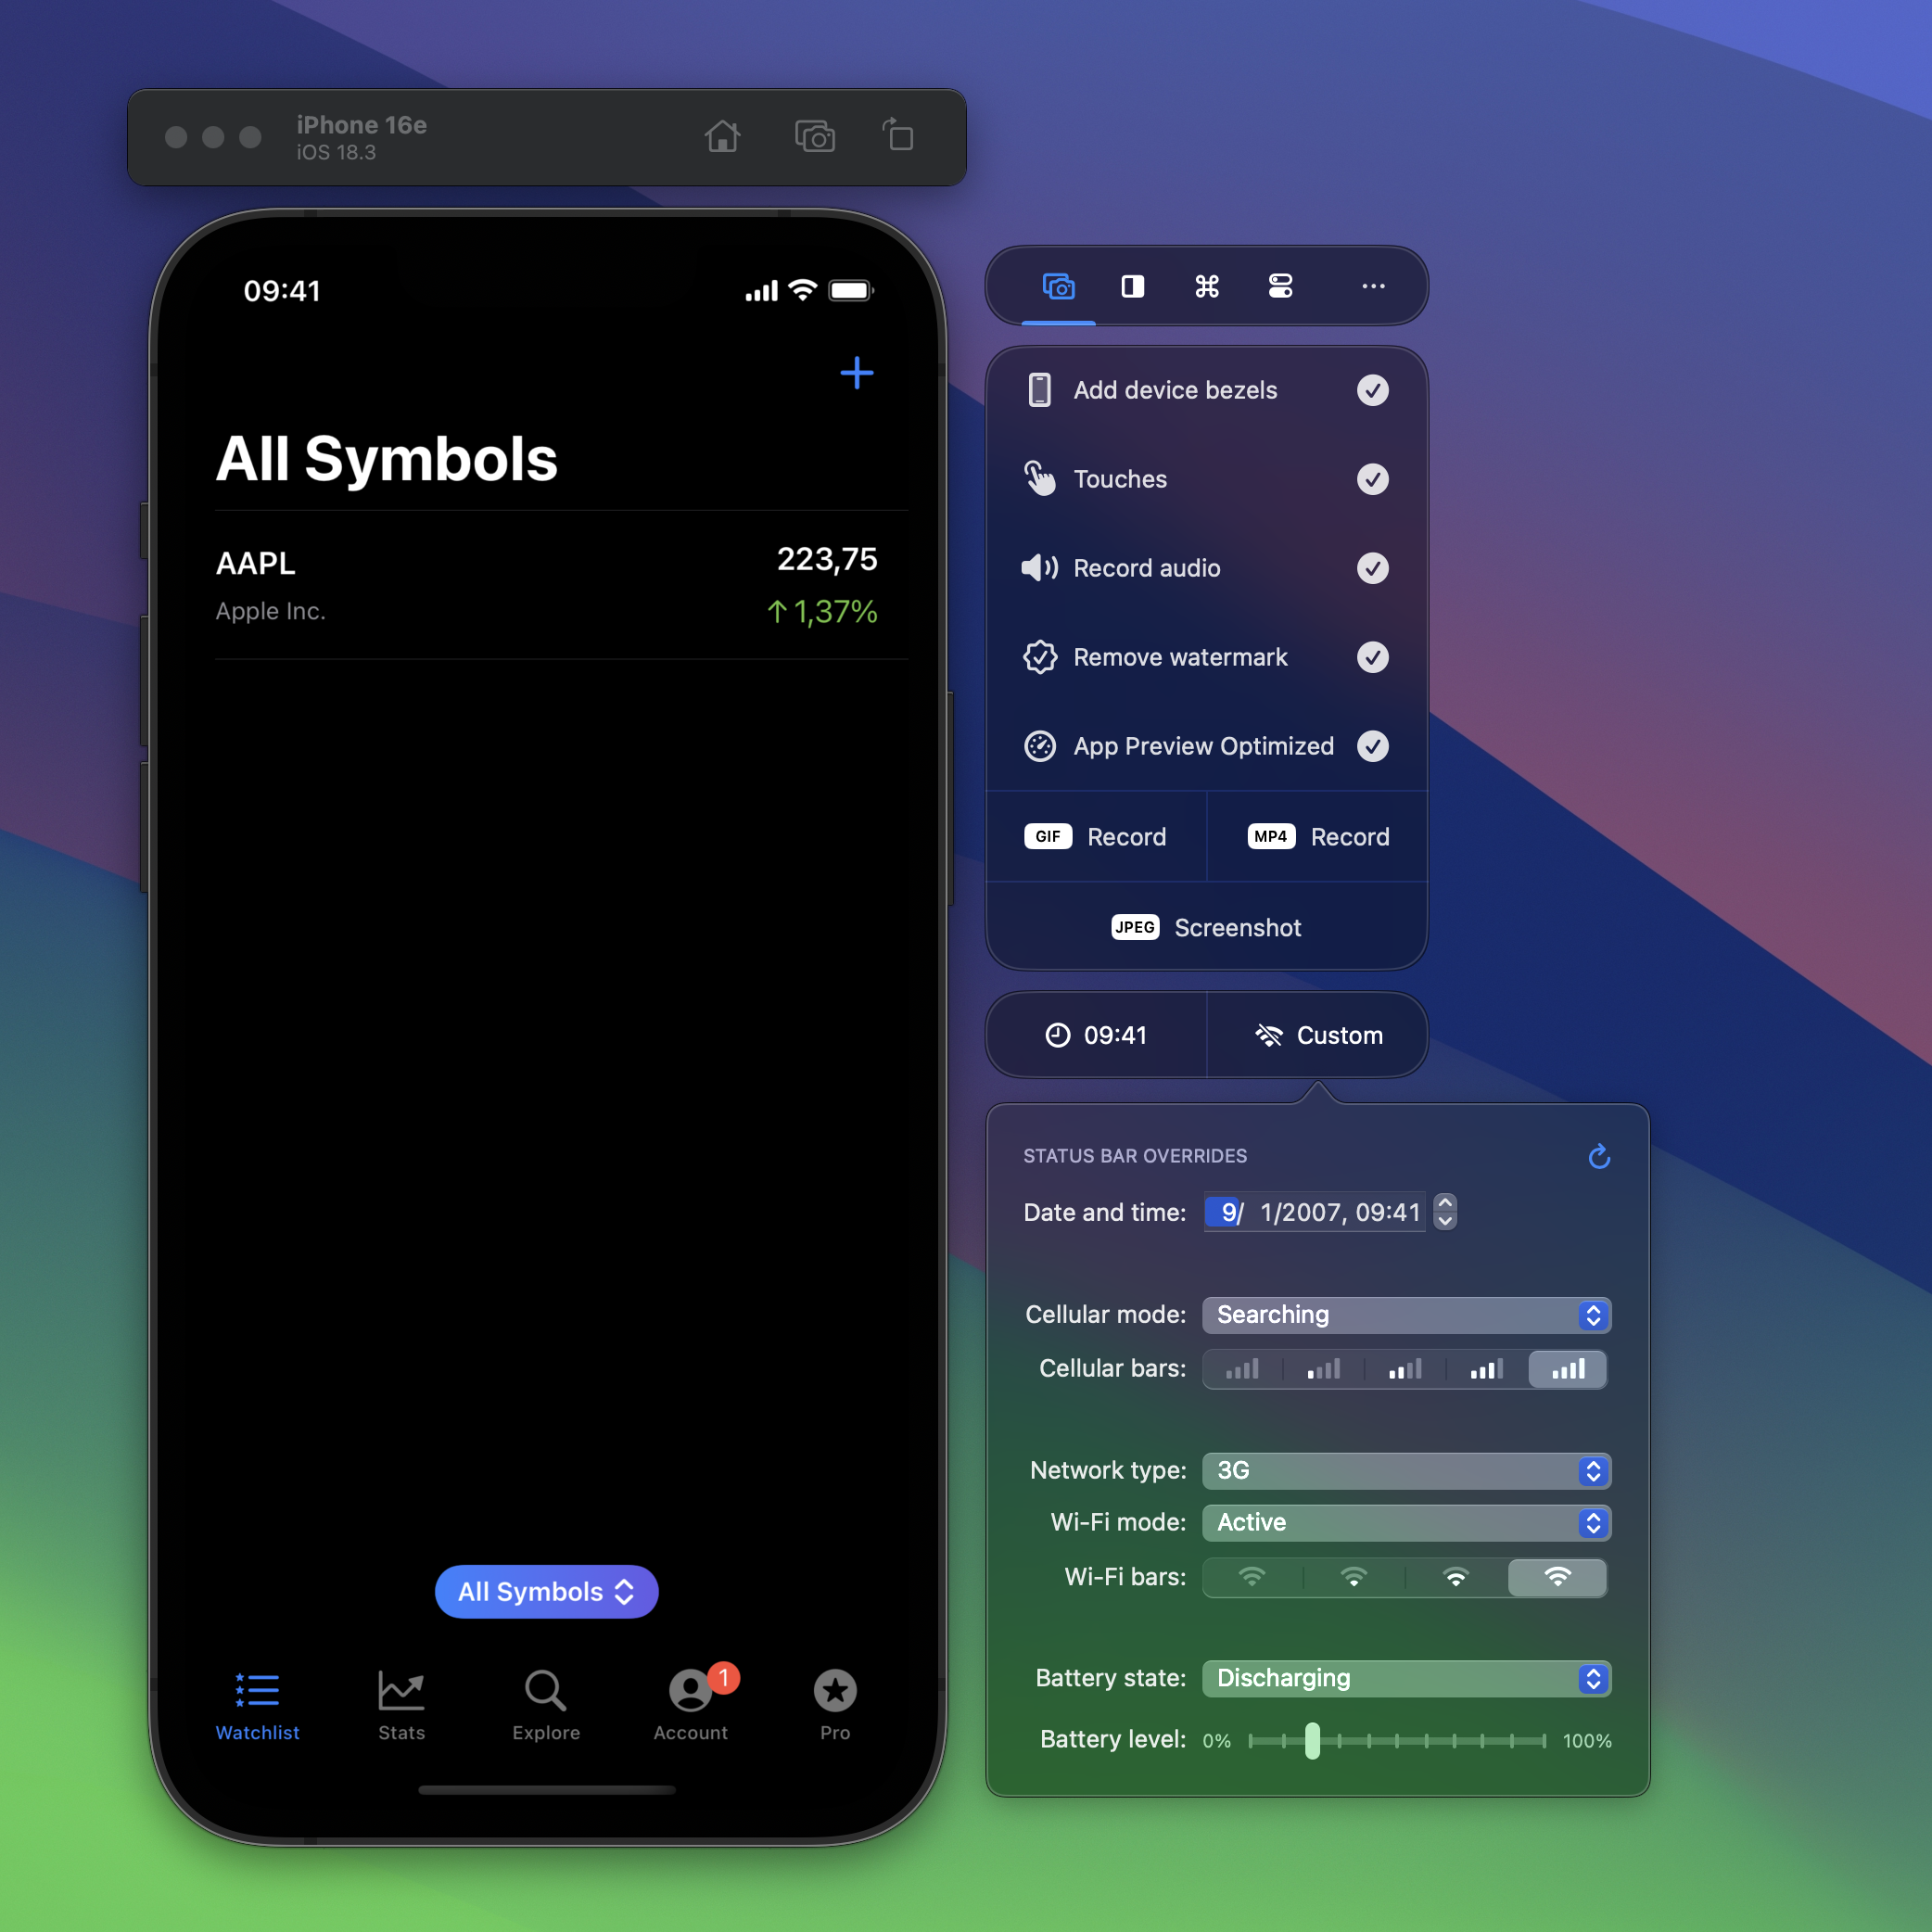 iPhone 16e
iOS 18.3
09:41
All Symbols
AAPL
223,75
Apple Inc.
↑1,37%
All Symbols
1
Watchlist
Stats
Explore
Account
Pro
Add device bezels
Touches
Record audio
Remove watermark
App Preview Optimized
GIF Record
MP4 Record
JPEG Screenshot
09:41
Custom
STATUS BAR OVERRIDES
Date and time: 9/ 1/2007, 09:41
Cellular mode: Searching
Cellular bars:
Network type: 3G
Wi-Fi mode: Active
Wi-Fi bars:
Battery state: Discharging
Battery level: 0% 100%